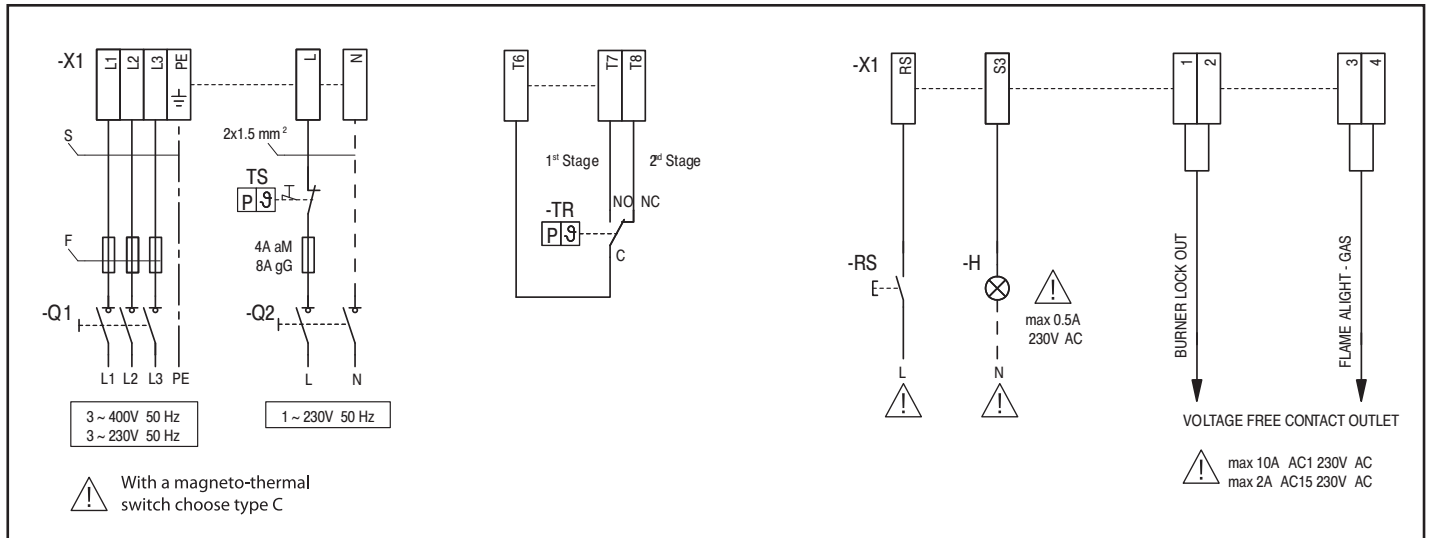 -X1 L1 L2 L3 PE L N
S
2x1.5 mm²
TS
P ϑ
F
4A aM
8A gG
-Q1
-Q2
L1 L2 L3 PE
L N
3 ~ 400V 50 Hz
3 ~ 230V 50 Hz
1 ~ 230V 50 Hz
! With a magneto-thermal
switch choose type C
T6 T7 T8
1st Stage 2nd Stage
NO NC
-TR
P ϑ
C
-X1 RS S3 1 2 3 4
-RS
-H
!
max 0.5A
230V AC
L N
! !
BURNER LOCK OUT
FLAME ALIGHT - GAS
VOLTAGE FREE CONTACT OUTLET
! max 10A AC1 230V AC
max 2A AC15 230V AC